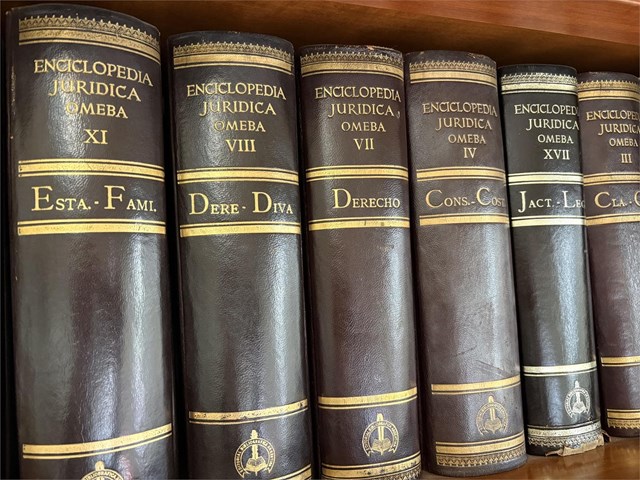 ENCICLOPEDIA
JURIDICA
OMEBA
XI
ESTA.-FAMI.
ENCICLOPEDIA
JURIDICA
OMEBA
VIII
DERE-DIVA
ENCICLOPEDIA
JURIDICA
OMEBA
VII
DERECHO
ENCICLOPEDIA
JURIDICA
OMEBA
IV
CONS.-COST.
ENCICLOPEDIA
JURIDICA
OMEBA
XVII
JACT.-LEG
ENCICLOPEDIA
JURIDICA
OMEBA
III
CLA.-